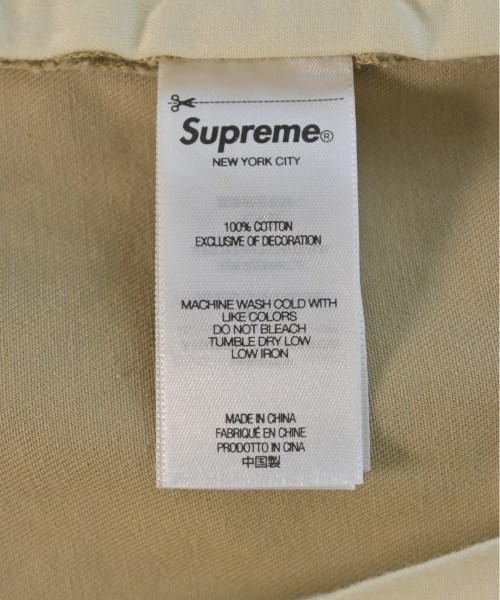 Supreme®
NEW YORK CITY
100% COTTON
EXCLUSIVE OF DECORATION
MACHINE WASH COLD WITH
LIKE COLORS
DO NOT BLEACH
TUMBLE DRY LOW
LOW IRON
MADE IN CHINA
FABRIQUÉ EN CHINE
PRODOTTO IN CINA
中国製